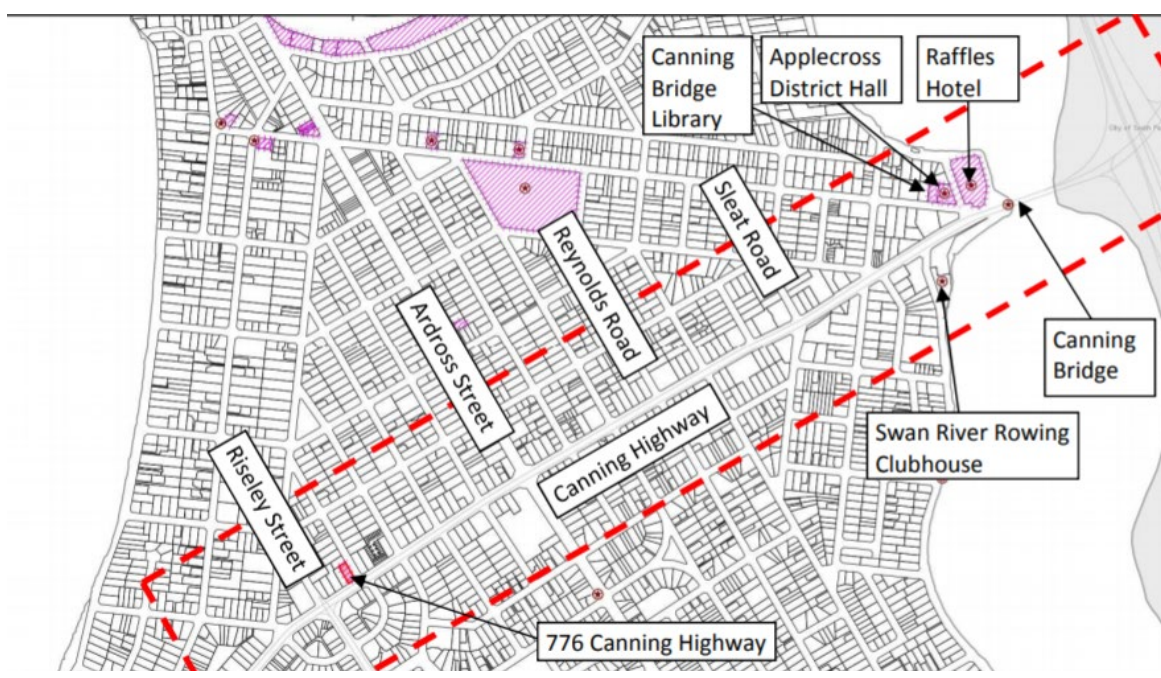 Canning
Bridge
Library
Applecross
District Hall
Raffles
Hotel
Sleat Road
Reynolds Road
Ardross Street
Canning Highway
Riseley Street
Canning
Bridge
Swan River Rowing
Clubhouse
776 Canning Highway